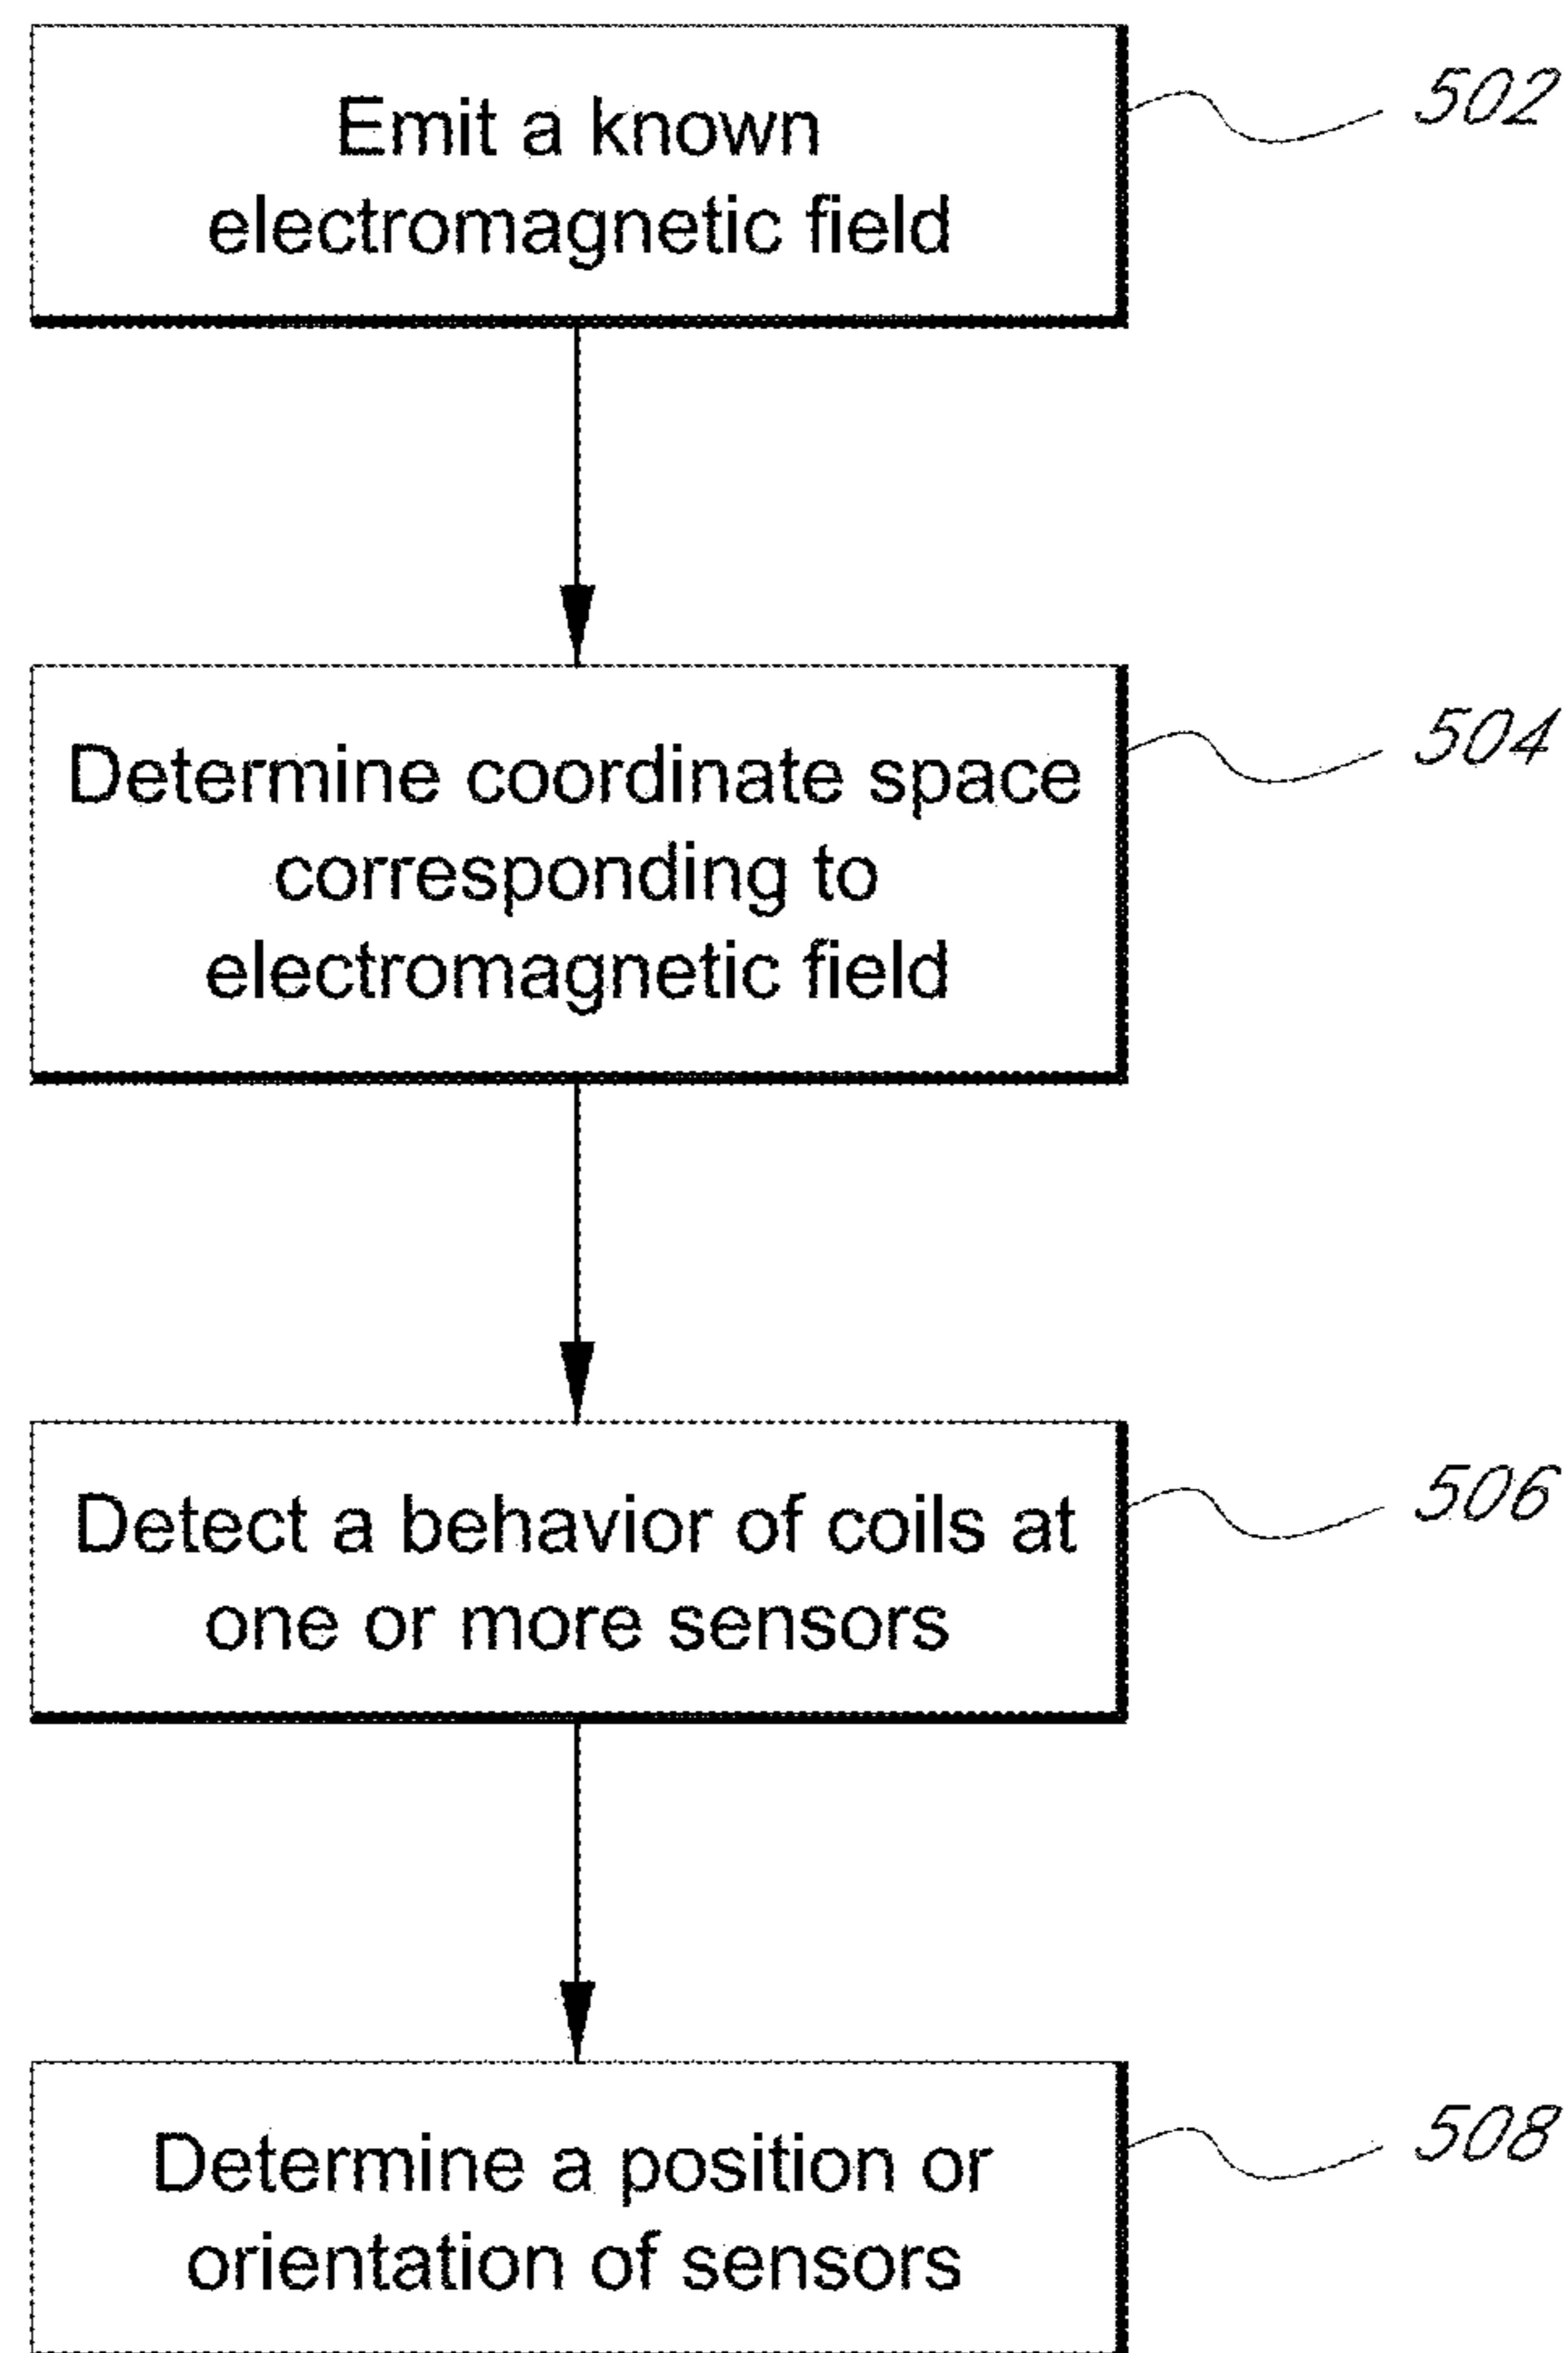 Emit a known
electromagnetic field
502
Determine coordinate space
corresponding to
electromagnetic field
504
Detect a behavior of coils at
one or more sensors
506
Determine a position or
orientation of sensors
508